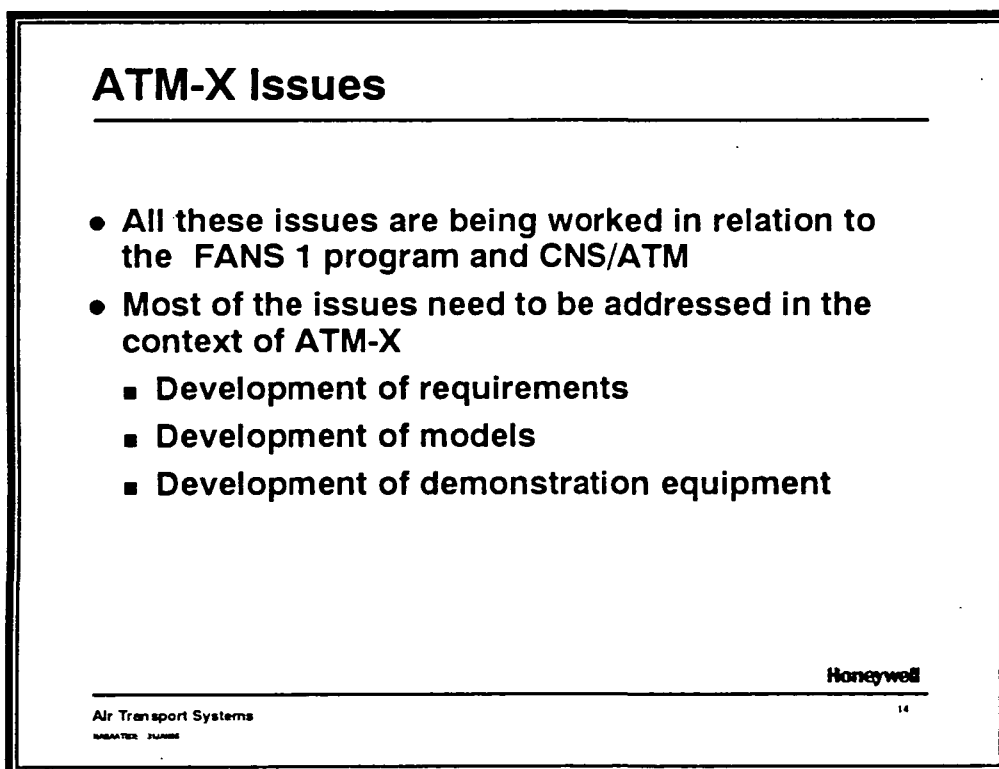 ATM-X Issues
● All these issues are being worked in relation to
the FANS 1 program and CNS/ATM
● Most of the issues need to be addressed in the
context of ATM-X
■ Development of requirements
■ Development of models
■ Development of demonstration equipment
Honeywell
Air Transport Systems
14